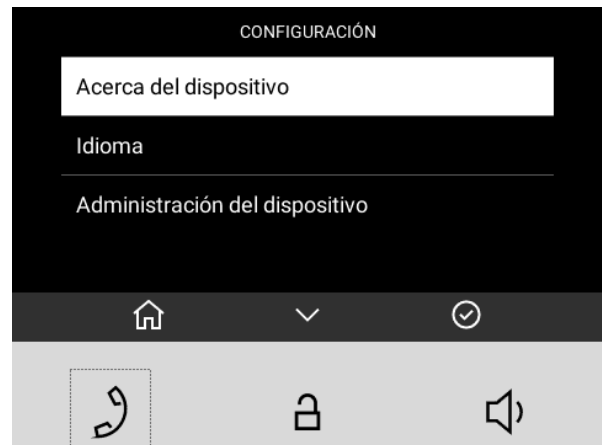 CONFIGURACIÓN
Acerca del dispositivo
Idioma
Administración del dispositivo